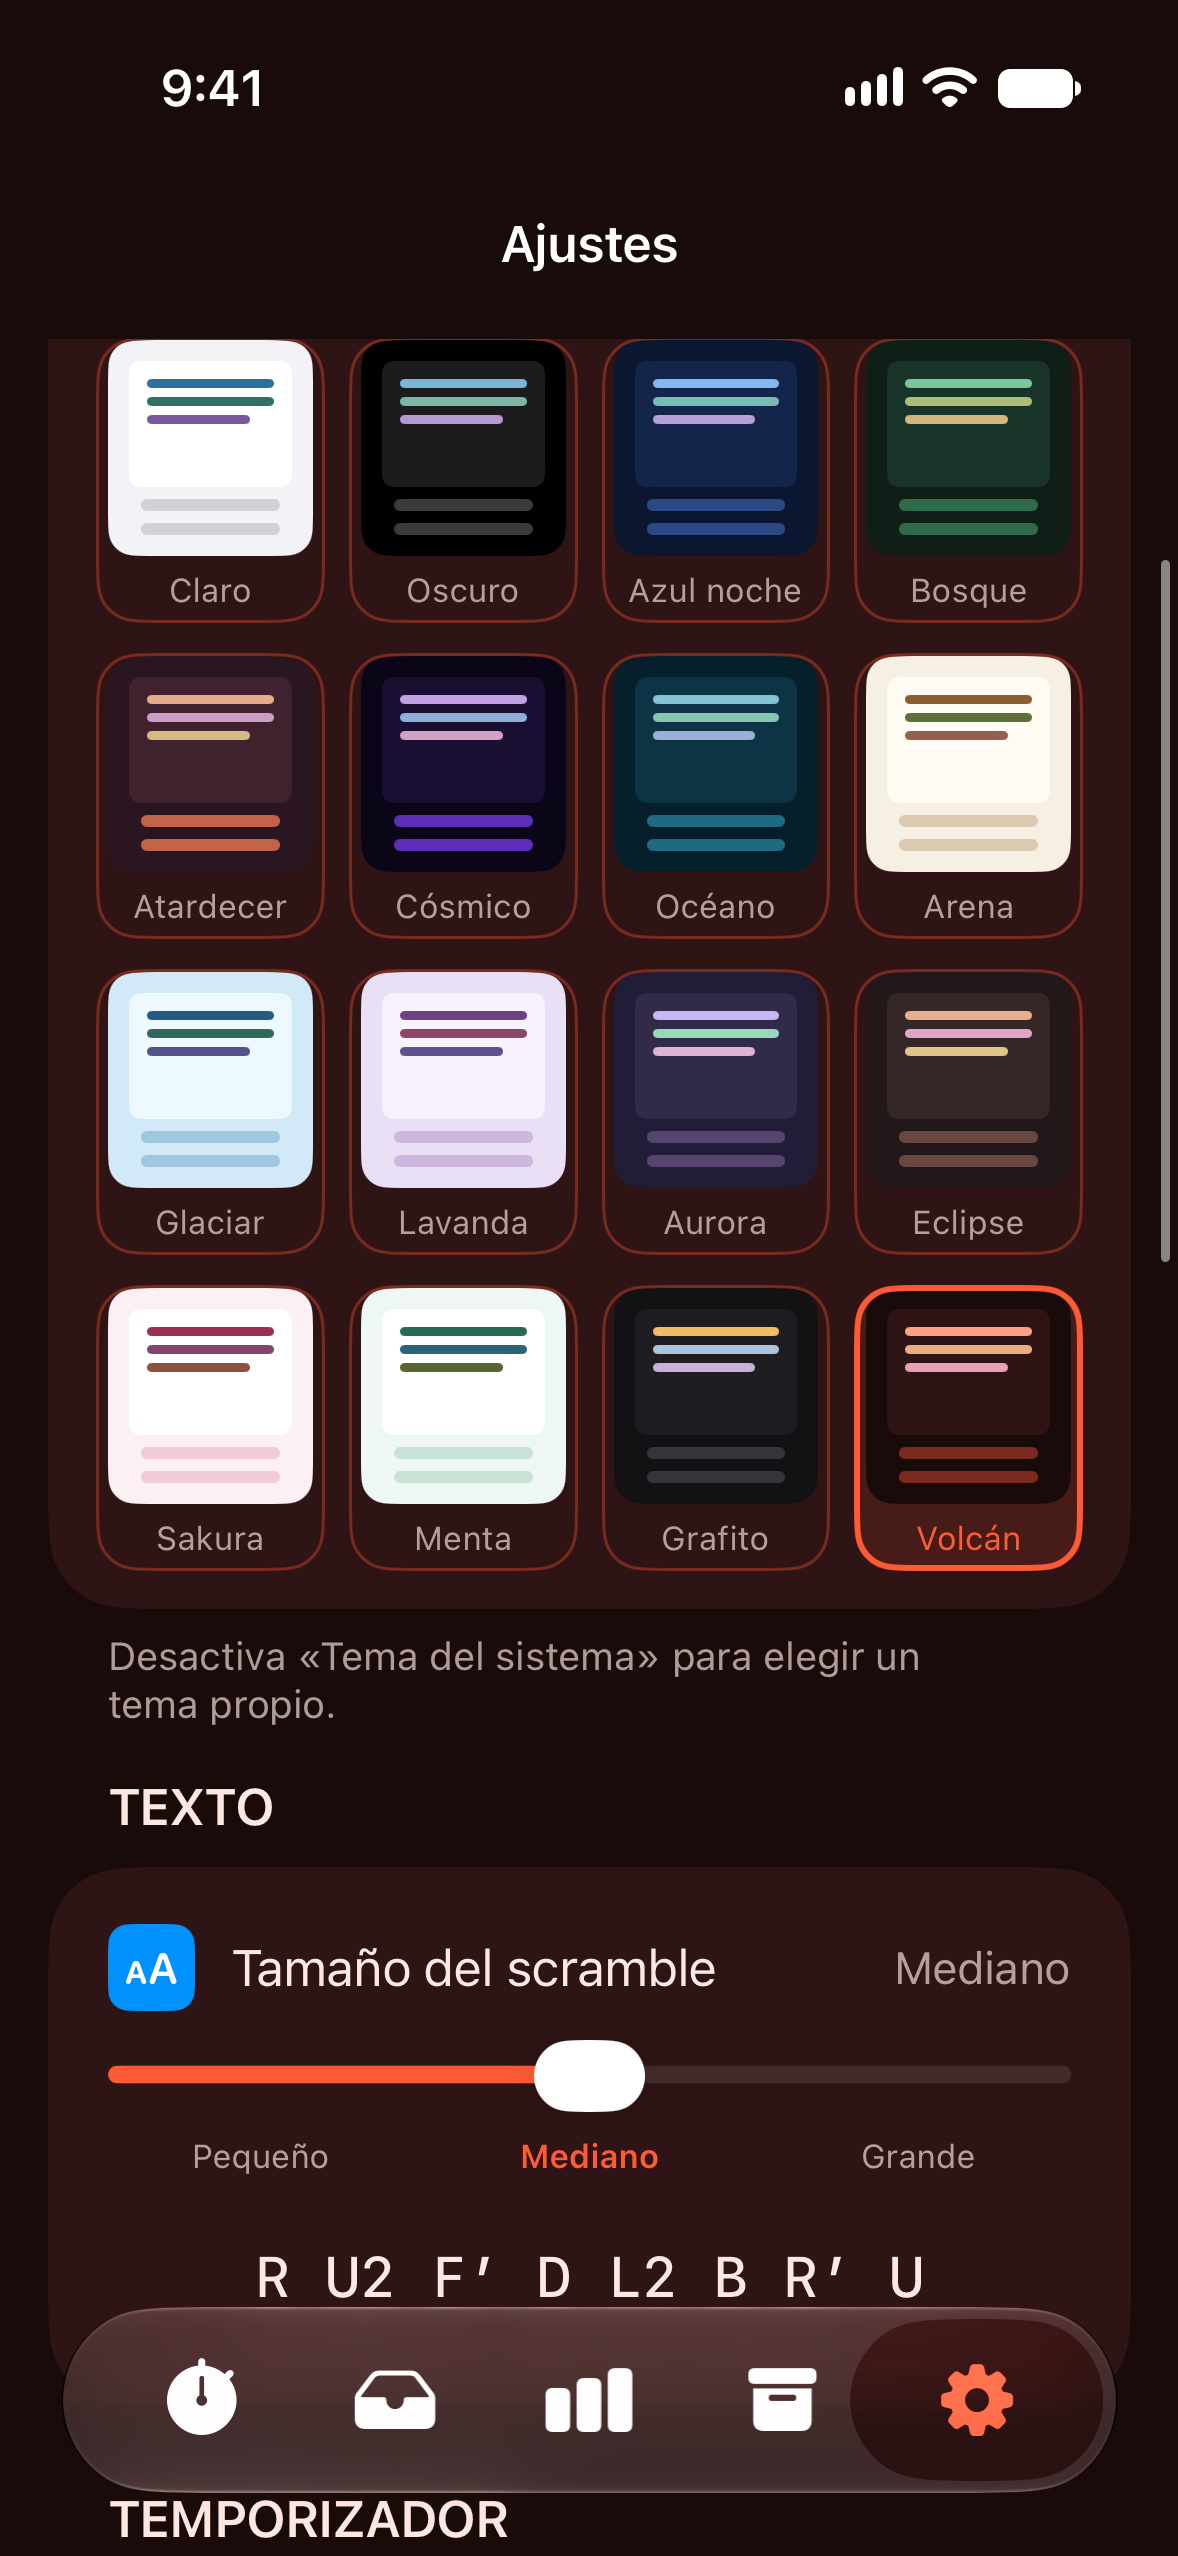 9:41
Ajustes
Claro
Oscuro
Azul noche
Bosque
Atardecer
Cósmico
Océano
Arena
Glaciar
Lavanda
Aurora
Eclipse
Sakura
Menta
Grafito
Volcán
Desactiva «Tema del sistema» para elegir un
tema propio.
TEXTO
AA Tamaño del scramble Mediano
Pequeño Mediano Grande
R U2 F′ D L2 B R′ U
TEMPORIZADOR